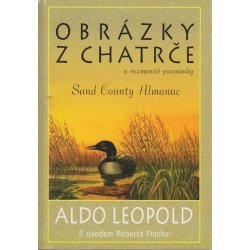 OBRÁZKY
Z CHATRČE
a rozmanité poznámky
Sand County Almanac
ALDO LEOPOLD
S úvodem Roberta Finche